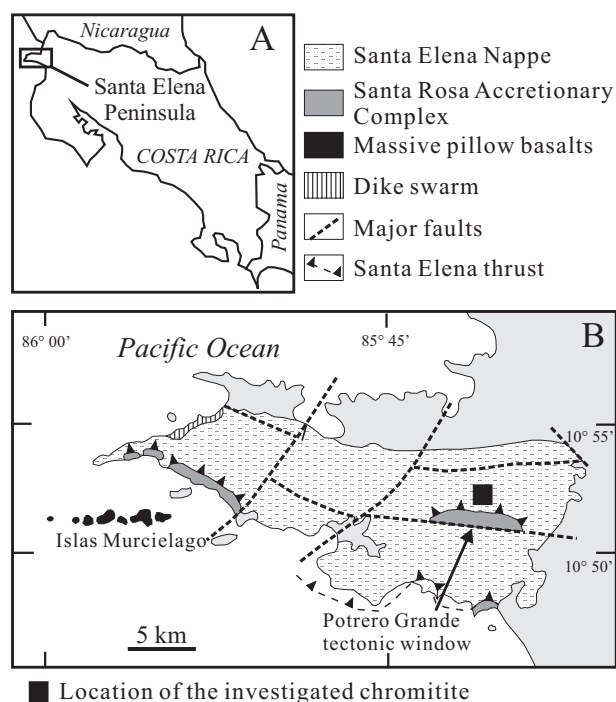 Nicaragua
A
Santa Elena
Peninsula
COSTA RICA
Panama
Santa Elena Nappe
Santa Rosa Accretionary
Complex
Massive pillow basalts
Dike swarm
Major faults
Santa Elena thrust
86° 00'
85° 45'
B
Pacific Ocean
10° 55'
Islas Murcielago
10° 50'
Potrero Grande
tectonic window
5 km
Location of the investigated chromitite